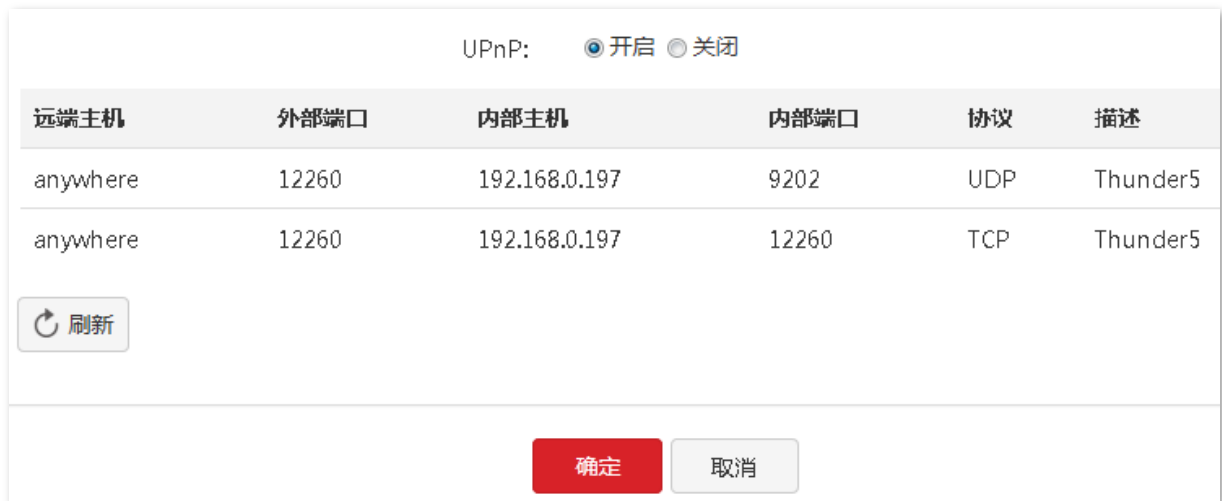 UPnP: 开启 关闭
远端主机 外部端口 内部主机 内部端口 协议 描述
anywhere 12260 192.168.0.197 9202 UDP Thunder5
anywhere 12260 192.168.0.197 12260 TCP Thunder5
刷新
确定 取消